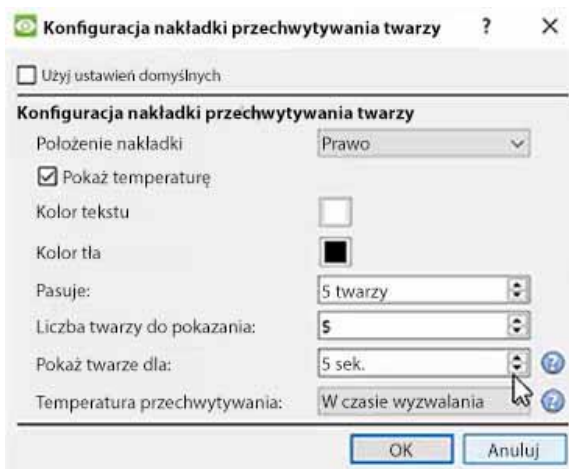 Konfiguracja nakładki przechwytywania twarzy ? ×
Użyj ustawień domyślnych
Konfiguracja nakładki przechwytywania twarzy
Położenie nakładki Prawo
Pokaż temperaturę
Kolor tekstu
Kolor tła
Pasuje: 5 twarzy
Liczba twarzy do pokazania: 5
Pokaż twarze dla: 5 sek. ?
Temperatura przechwytywania: W czasie wyzwalania ?
OK Anuluj